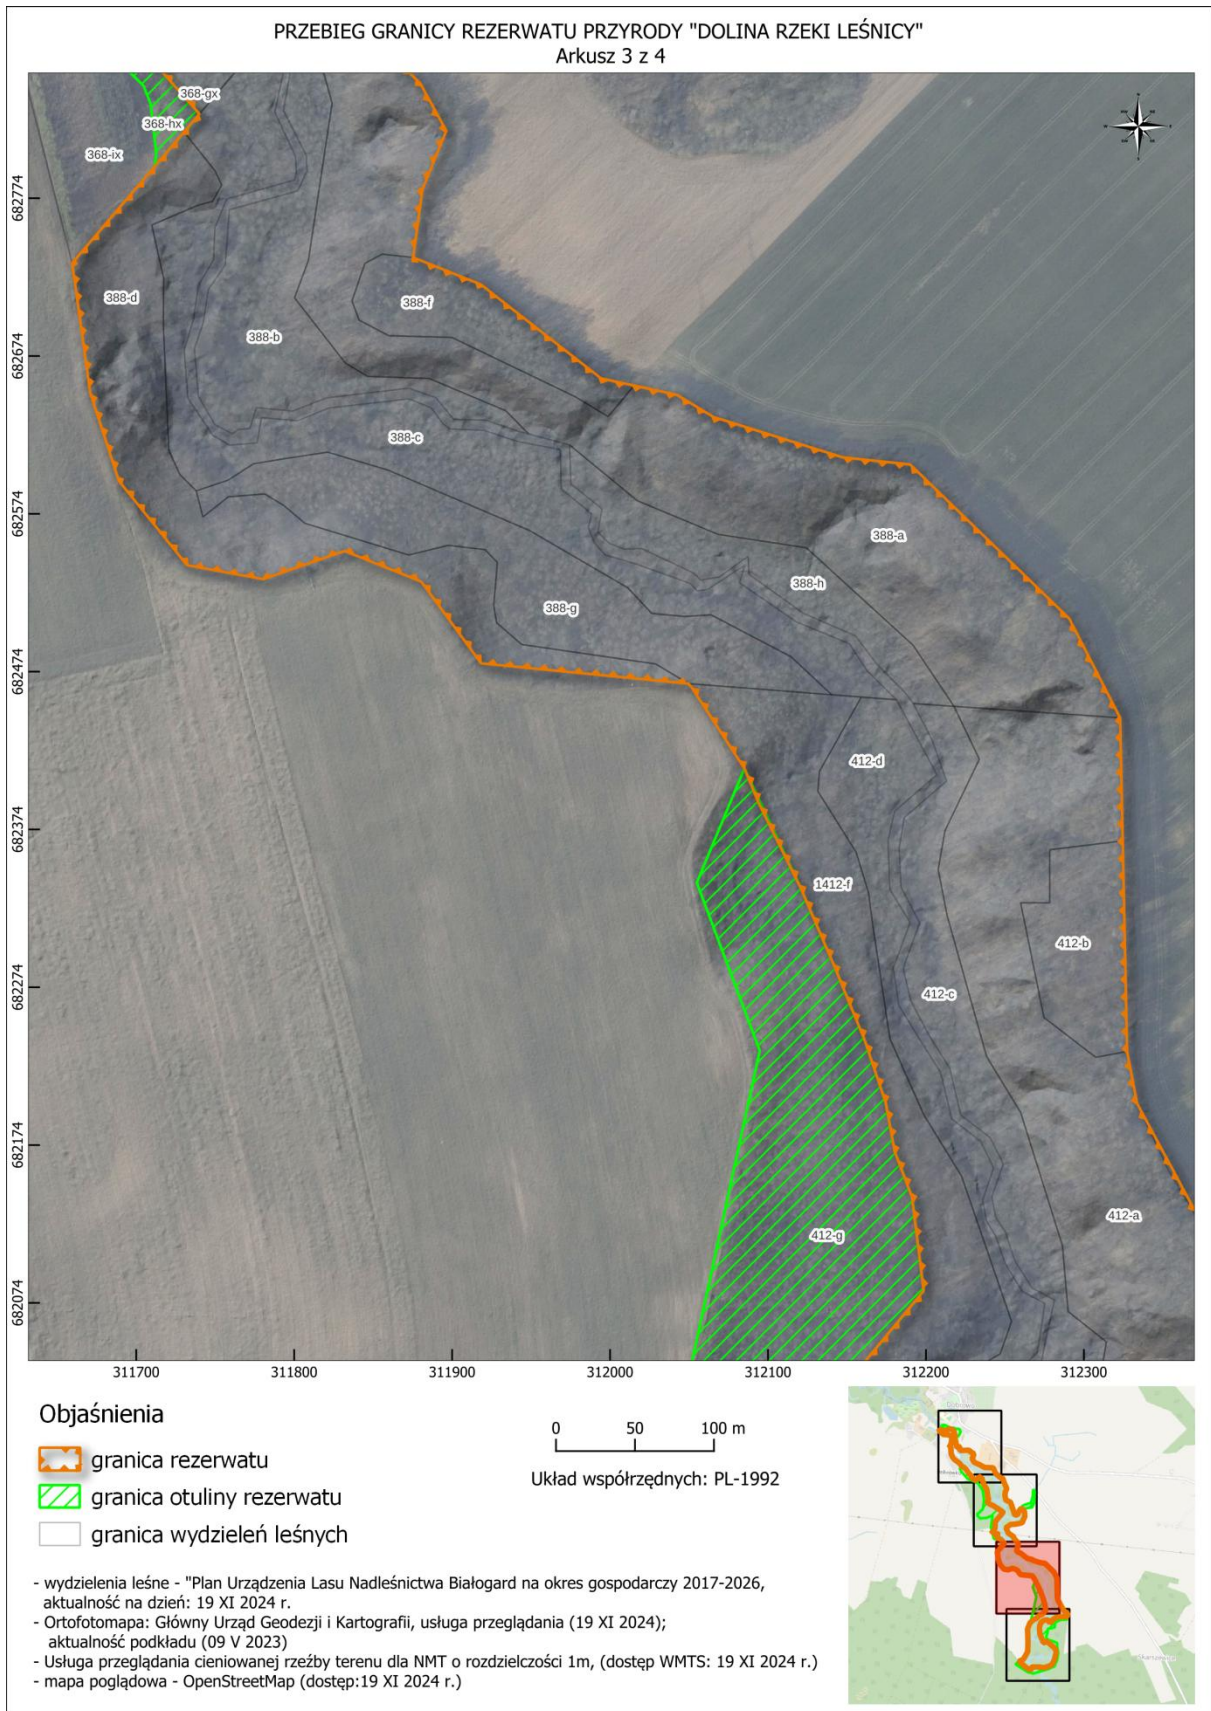 PRZEBIEG GRANICY REZERWATU PRZYRODY "DOLINA RZEKI LEŚNICY"
Arkusz 3 z 4
368-gx
368-hx
368-ix
682774
388-d
388-f
388-b
682674
388-c
682574
388-a
388-h
388-g
682474
412-d
682374
1412-f
412-b
682274
412-c
682174
412-a
412-g
682074
311700
311800
311900
312000
312100
312200
312300
Objaśnienia
granica rezerwatu
granica otuliny rezerwatu
granica wydzieleń leśnych
0 50 100 m
Układ współrzędnych: PL-1992
- wydzielenia leśne - "Plan Urządzenia Lasu Nadleśnictwa Białogard na okres gospodarczy 2017-2026,
aktualność na dzień: 19 XI 2024 r.
- Ortofotomapa: Główny Urząd Geodezji i Kartografii, usługa przeglądania (19 XI 2024);
aktualność podkładu (09 V 2023)
- Usługa przeglądania cieniowanej rzeźby terenu dla NMT o rozdzielczości 1m, (dostęp WMTS: 19 XI 2024 r.)
- mapa poglądowa - OpenStreetMap (dostęp:19 XI 2024 r.)